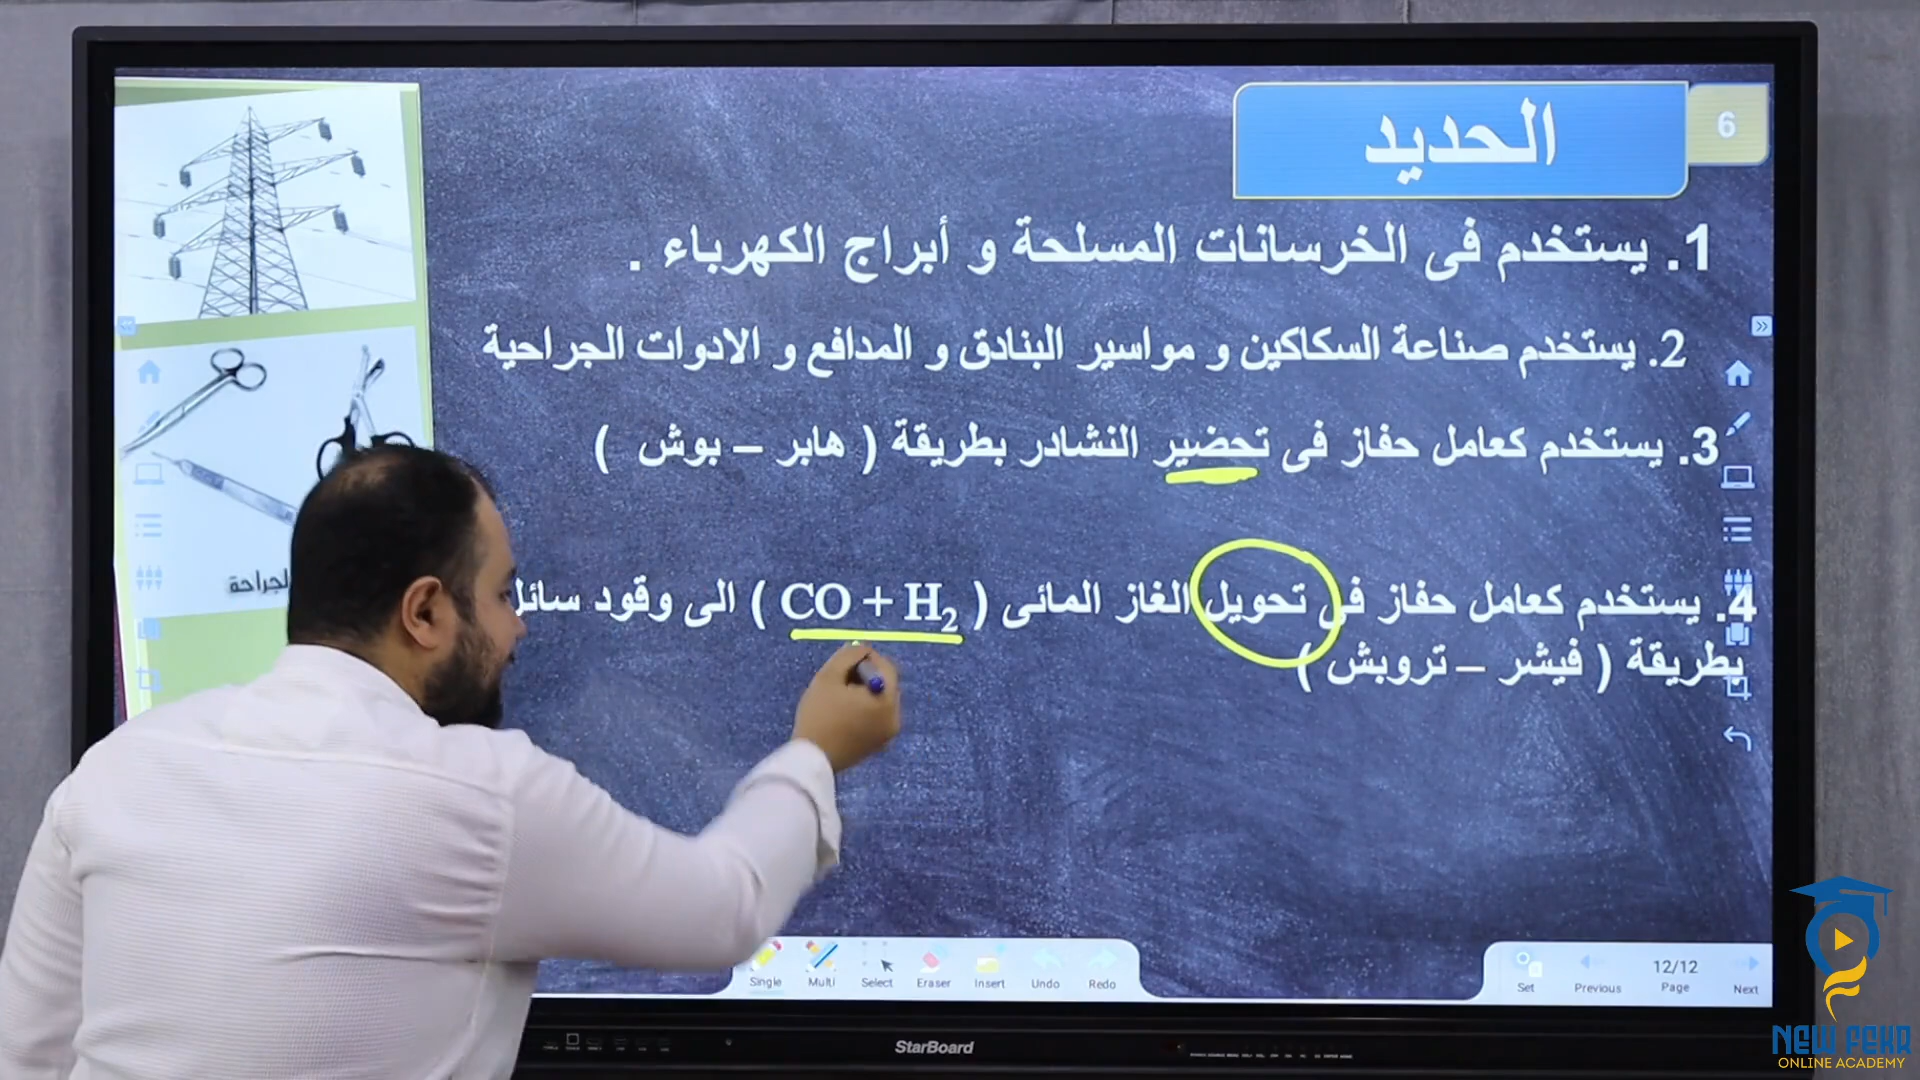 6
الحديد
1. يستخدم فى الخرسانات المسلحة و أبراج الكهرباء .
2. يستخدم صناعة السكاكين و مواسير البنادق و المدافع و الادوات الجراحية
3. يستخدم كعامل حفاز فى تحضير النشادر بطريقة ( هابر – بوش )
4. يستخدم كعامل حفاز فى تحويل الغاز المائى ( CO + H₂ ) الى وقود سائل
بطريقة ( فيشر – تروبش )
الجراحة
Single Multi Select Eraser Insert Undo Redo
Set Previous 12/12 Page Next
StarBoard
NEW FEKR
ONLINE ACADEMY